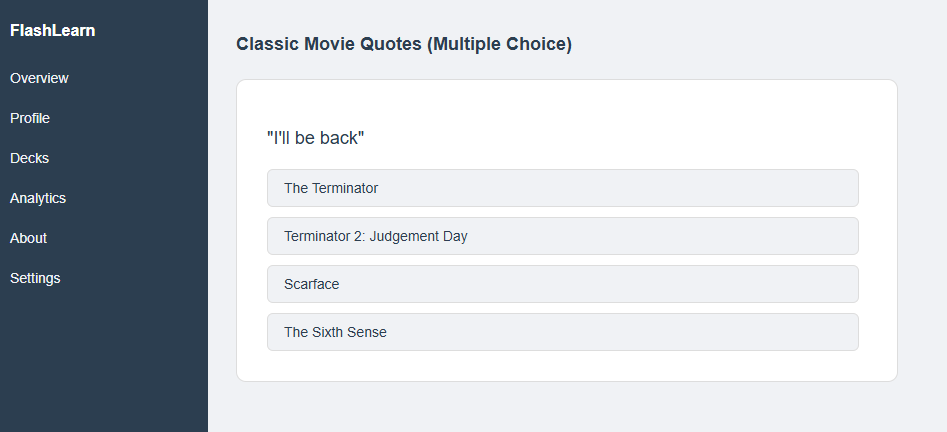 FlashLearn
Overview
Profile
Decks
Analytics
About
Settings
Classic Movie Quotes (Multiple Choice)
"I'll be back"
The Terminator
Terminator 2: Judgement Day
Scarface
The Sixth Sense